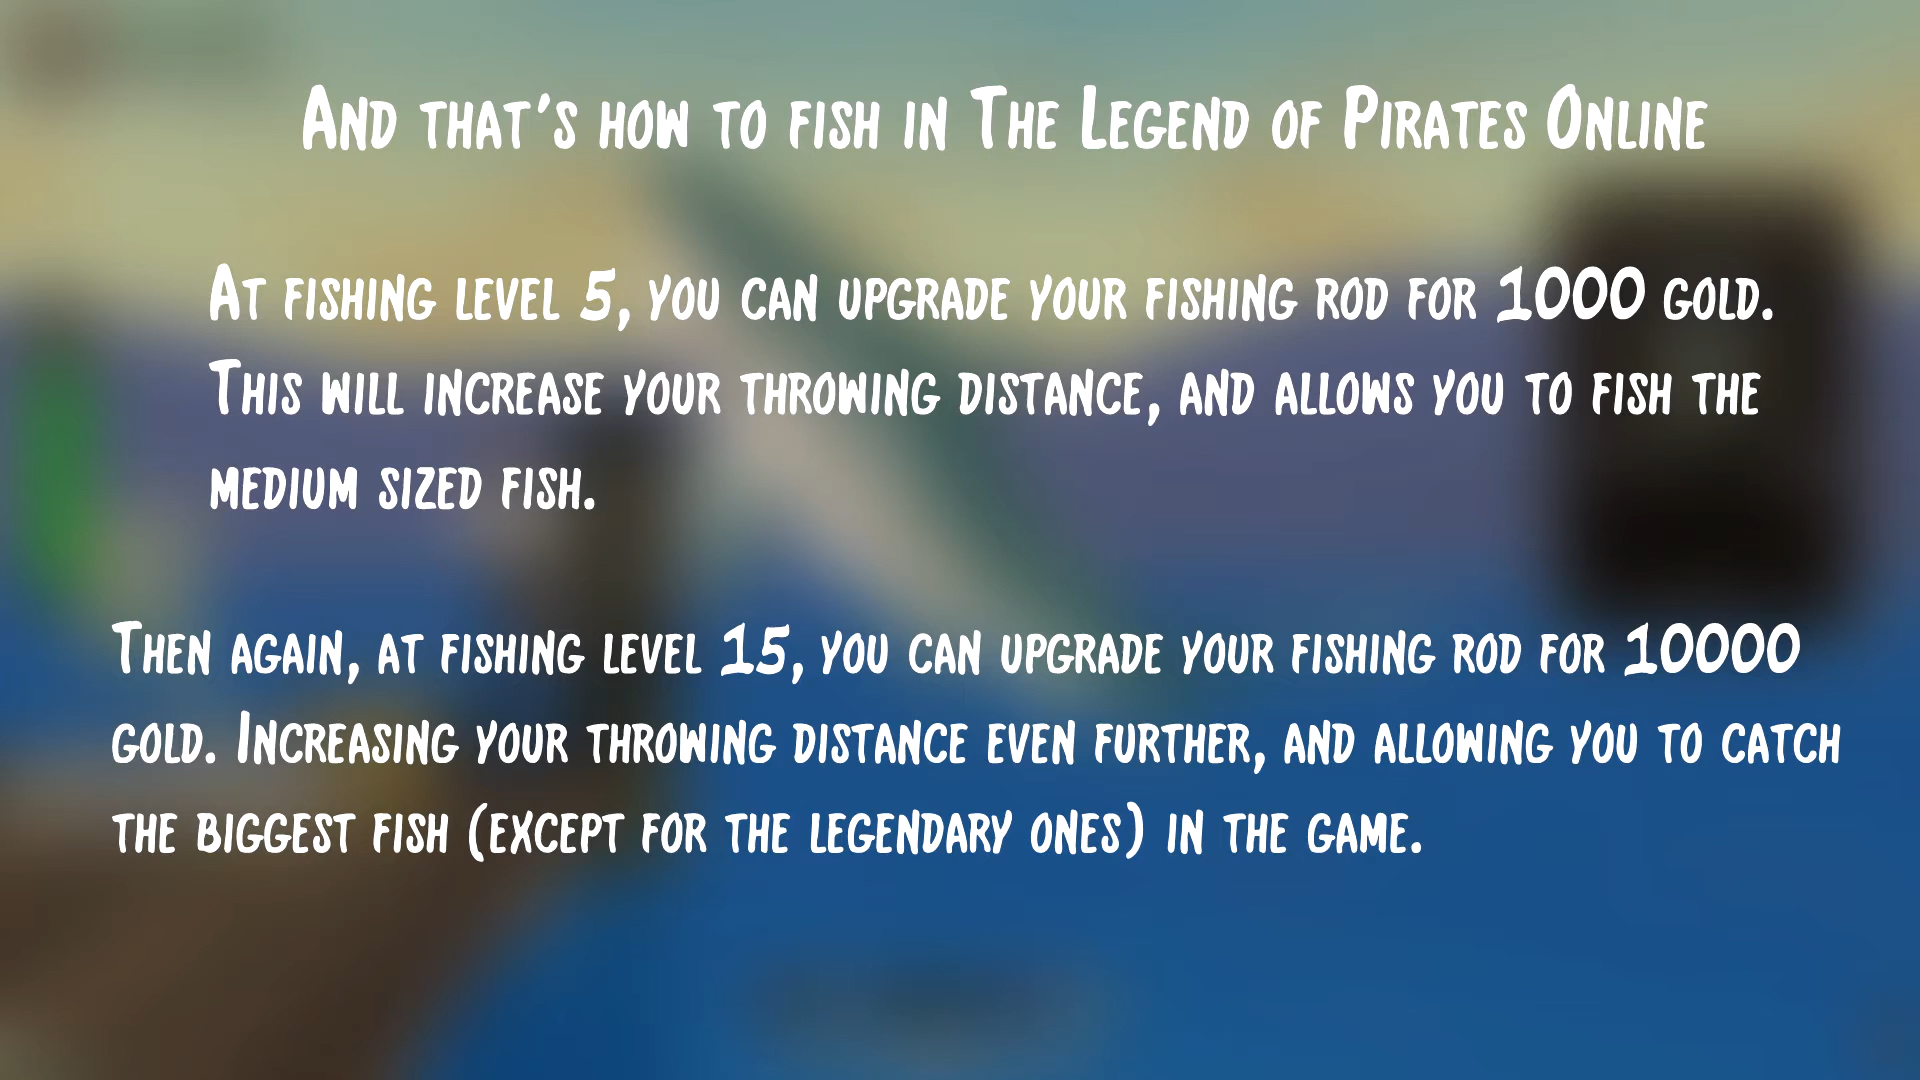 And that's how to fish in The Legend of Pirates Online
At fishing level 5, you can upgrade your fishing rod for 1000 gold.
This will increase your throwing distance, and allows you to fish the
medium sized fish.
Then again, at fishing level 15, you can upgrade your fishing rod for 10000
gold. Increasing your throwing distance even further, and allowing you to catch
the biggest fish (except for the legendary ones) in the game.